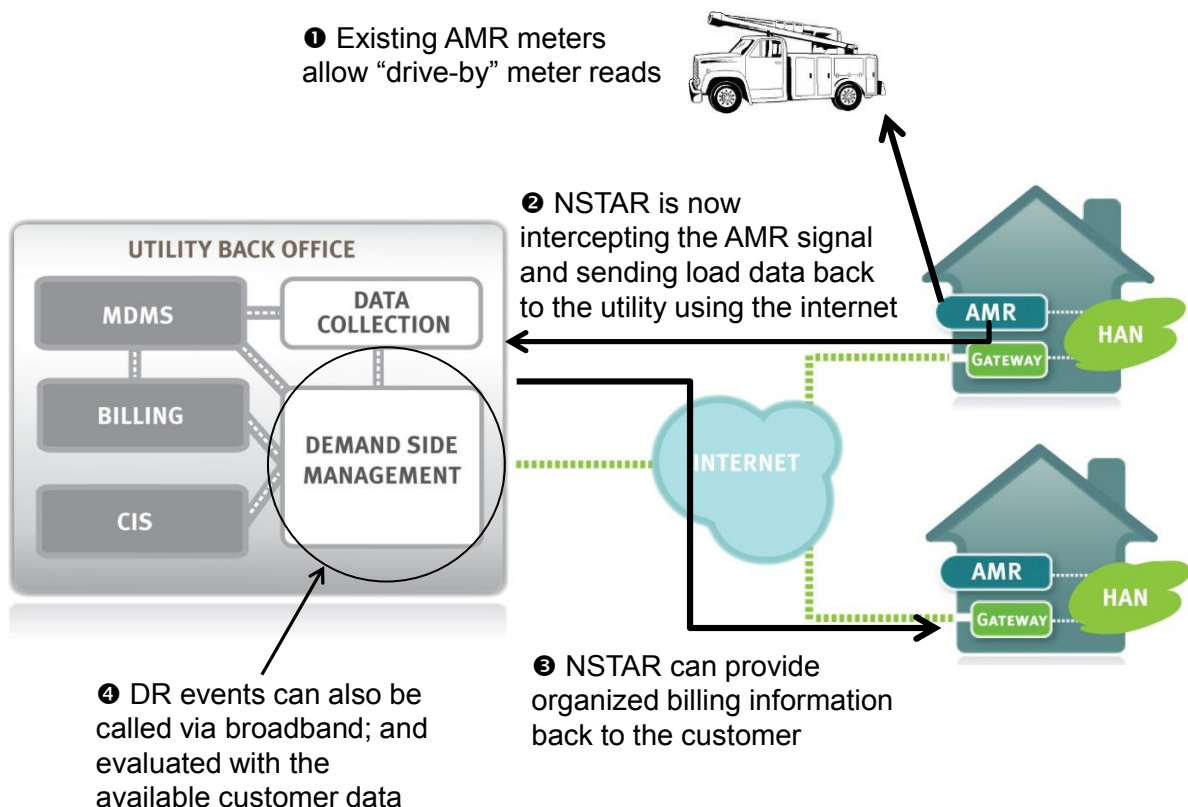 ❶ Existing AMR meters
allow “drive-by” meter reads
❷ NSTAR is now
intercepting the AMR signal
and sending load data back
to the utility using the internet
UTILITY BACK OFFICE
MDMS
DATA
COLLECTION
BILLING
DEMAND SIDE
MANAGEMENT
CIS
INTERNET
AMR
GATEWAY
HAN
AMR
GATEWAY
HAN
❸ NSTAR can provide
organized billing information
back to the customer
❹ DR events can also be
called via broadband; and
evaluated with the
available customer data